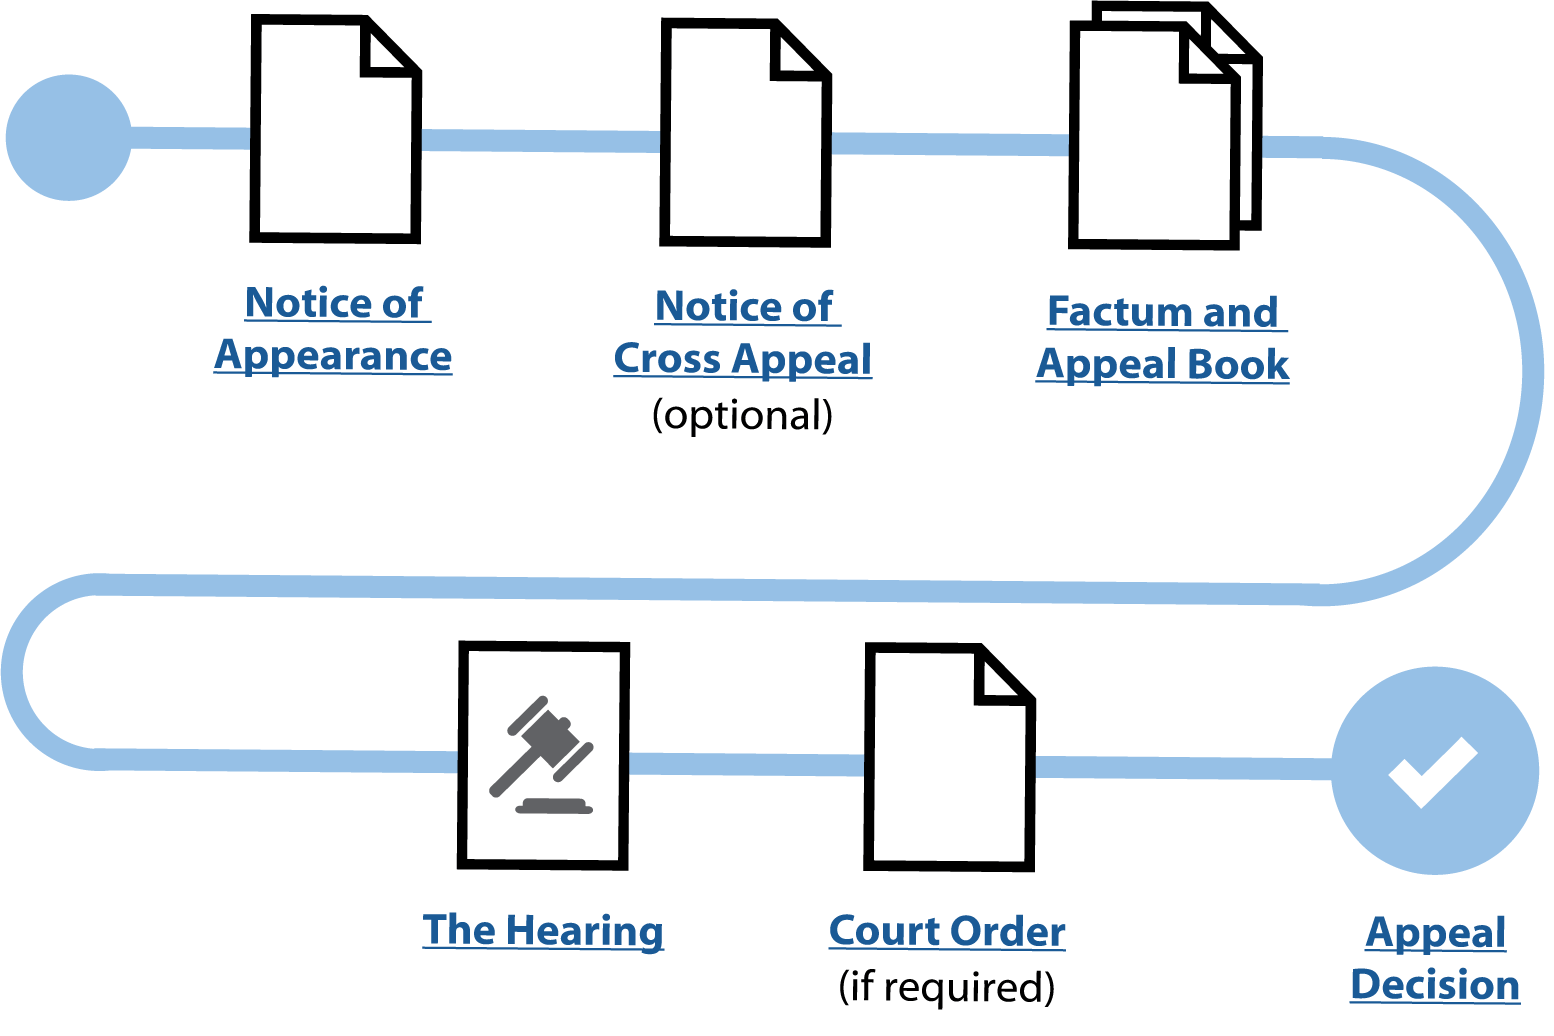 Notice of
Appearance
Notice of
Cross Appeal
(optional)
Factum and
Appeal Book
The Hearing
Court Order
(if required)
Appeal
Decision